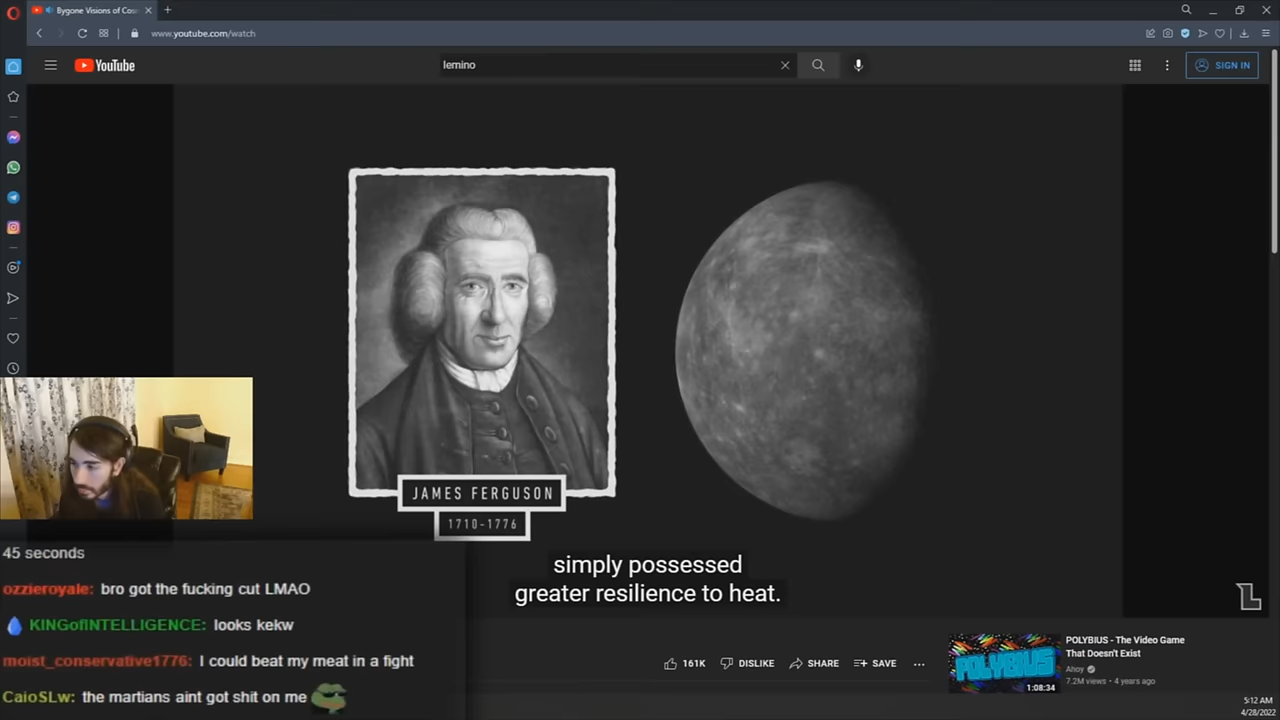 Bygone Visions of Cos
www.youtube.com/watch
YouTube
lemino
SIGN IN
JAMES FERGUSON
1710-1776
simply possessed
greater resilience to heat.
45 seconds
ozzieroyale: bro got the fucking cut LMAO
KINGofINTELLIGENCE: looks kekw
moist_conservative1776: I could beat my meat in a fight
CaioSLw: the martians aint got shit on me
161K
DISLIKE
SHARE
SAVE
POLYBIUS
POLYBIUS - The Video Game
That Doesn't Exist
Ahoy
7.2M views • 4 years ago
1:08:34
5:12 AM
4/28/2022